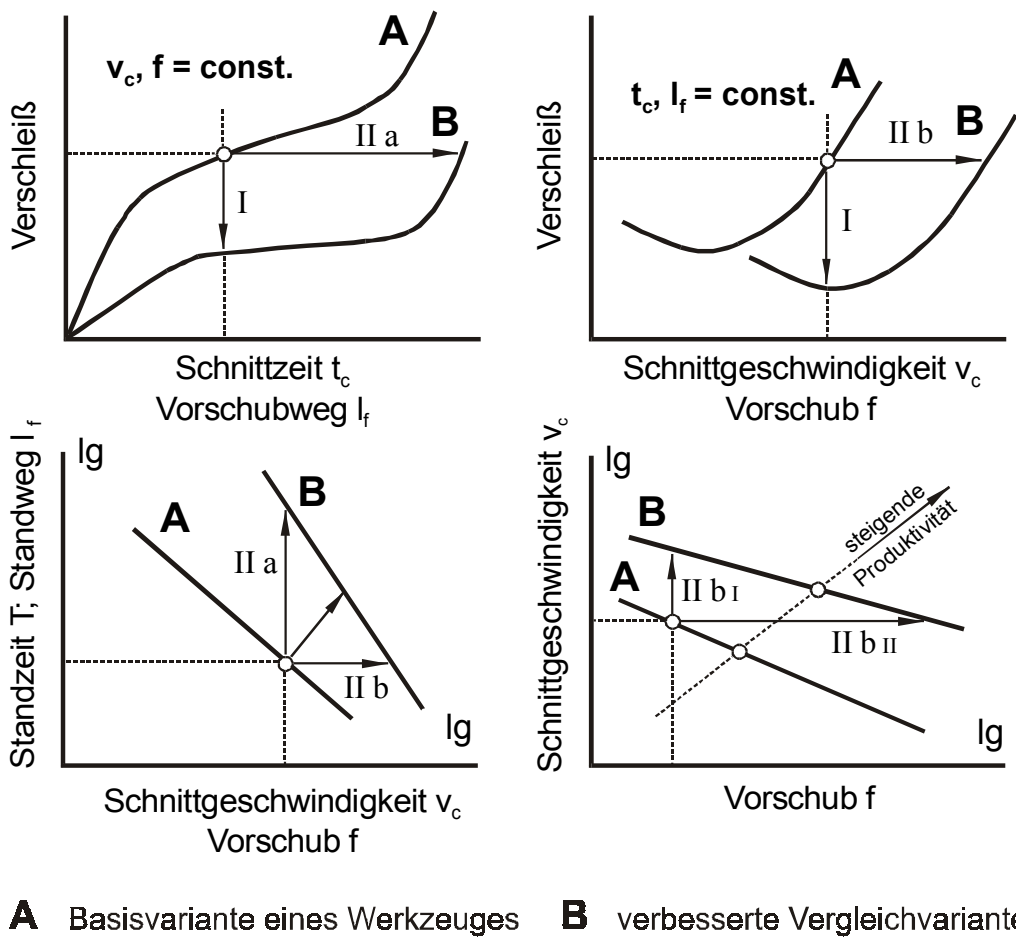 A
v_c, f = const.
B
II a
I
Verschleiß
Schnittzeit t_c
Vorschubweg l_f
A
t_c, l_f = const.
B
II b
I
Verschleiß
Schnittgeschwindigkeit v_c
Vorschub f
lg
A
B
II a
II b
lg
Standzeit T; Standweg l_f
Schnittgeschwindigkeit v_c
Vorschub f
lg
B
A
II b I
II b II
steigende
Produktivität
lg
Schnittgeschwindigkeit v_c
Vorschub f
A Basisvariante eines Werkzeuges B verbesserte Vergleichvariante